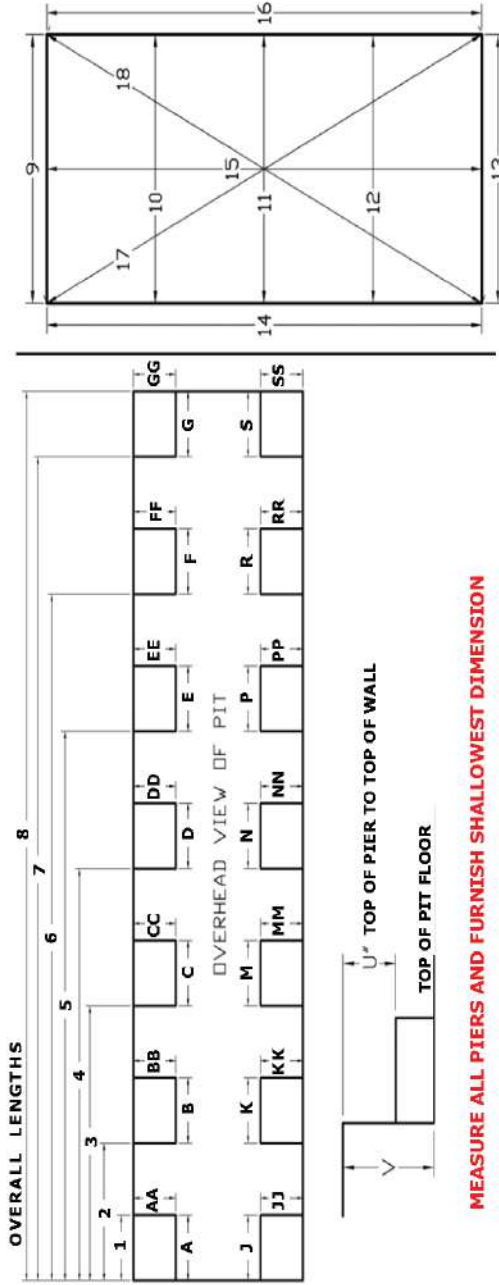 OVERALL LENGTHS
8
7
6
5
4
3
2
1
AA BB CC DD EE FF GG
A B C D E F G
OVERHEAD VIEW OF PIT
J K M N P R S
JJ KK MM NN PP RR SS
V
U" TOP OF PIER TO TOP OF WALL
TOP OF PIT FLOOR
MEASURE ALL PIERS AND FURNISH SHALLOWEST DIMENSION
9
17
18
10
15
14
16
11
12
13